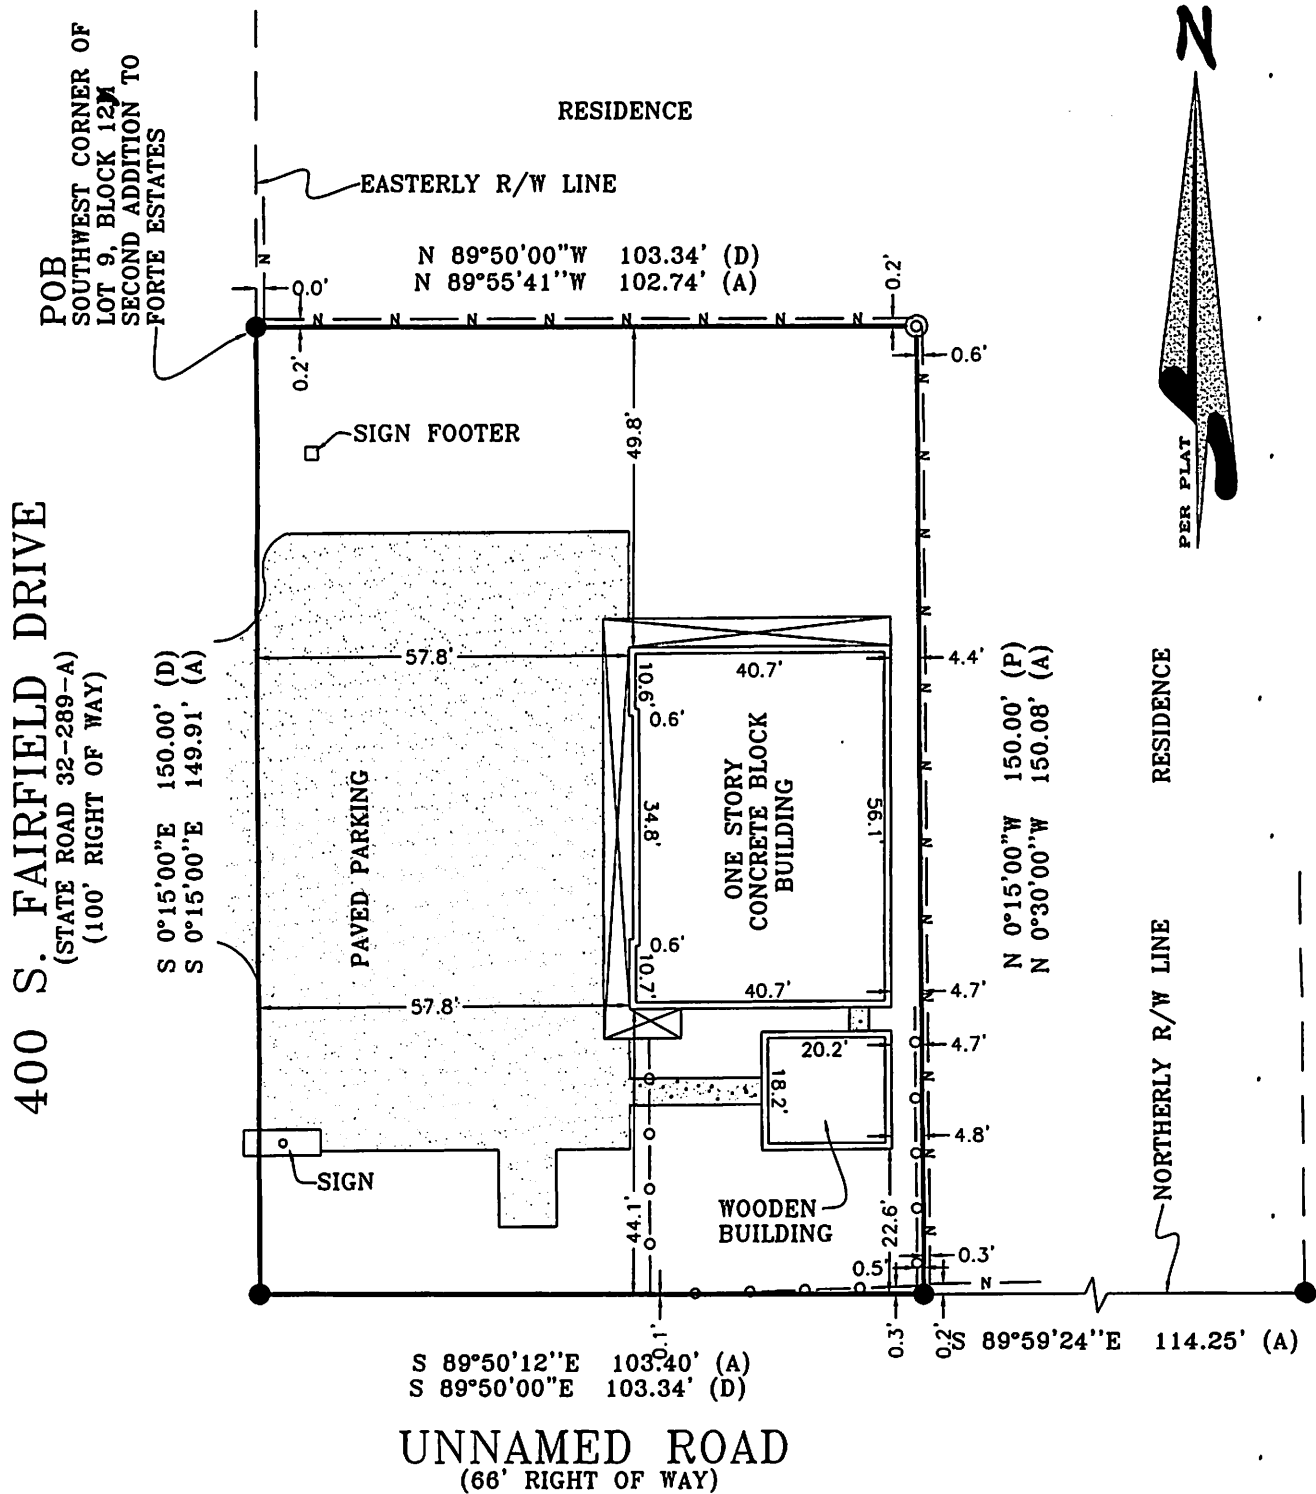 POB
SOUTHWEST CORNER OF
LOT 9, BLOCK 12M
SECOND ADDITION TO
FORTE ESTATES
RESIDENCE
EASTERLY R/W LINE
N 89°50'00"W 103.34' (D)
N 89°55'41"W 102.74' (A)
N
0.0'
0.2'
N N N N N N N N
0.2'
0.6'
N
PER PLAT
SIGN FOOTER
49.8'
400 S. FAIRFIELD DRIVE
(STATE ROAD 32-289-A)
(100' RIGHT OF WAY)
S 0°15'00"E 150.00' (D)
S 0°15'00"E 149.91' (A)
57.8'
PAVED PARKING
57.8'
40.7'
10.6'
0.6'
34.8'
0.6'
10.7'
ONE STORY
CONCRETE BLOCK
BUILDING
56.1'
40.7'
4.4'
4.7'
4.7'
4.8'
N 0°15'00"W 150.00' (P)
N 0°30'00"W 150.08' (A)
RESIDENCE
NORTHERLY R/W LINE
20.2'
18.2'
WOODEN
BUILDING
SIGN
44.1'
22.6'
0.5'
0.3'
N
0.1'
0.3'
0.2'
S 89°59'24"E 114.25' (A)
S 89°50'12"E 103.40' (A)
S 89°50'00"E 103.34' (D)
UNNAMED ROAD
(66' RIGHT OF WAY)